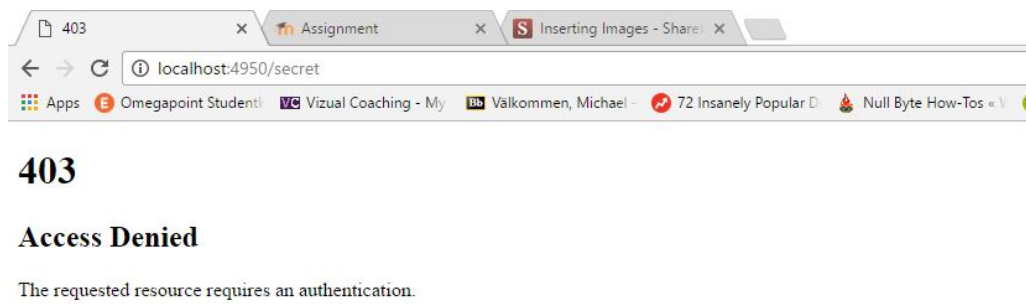 403
Assignment
Inserting Images - Share
localhost:4950/secret
Apps
Omegapoint Student
Vizual Coaching - My
Bb
Välkommen, Michael -
72 Insanely Popular D
Null Byte How-Tos «
403
Access Denied
The requested resource requires an authentication.